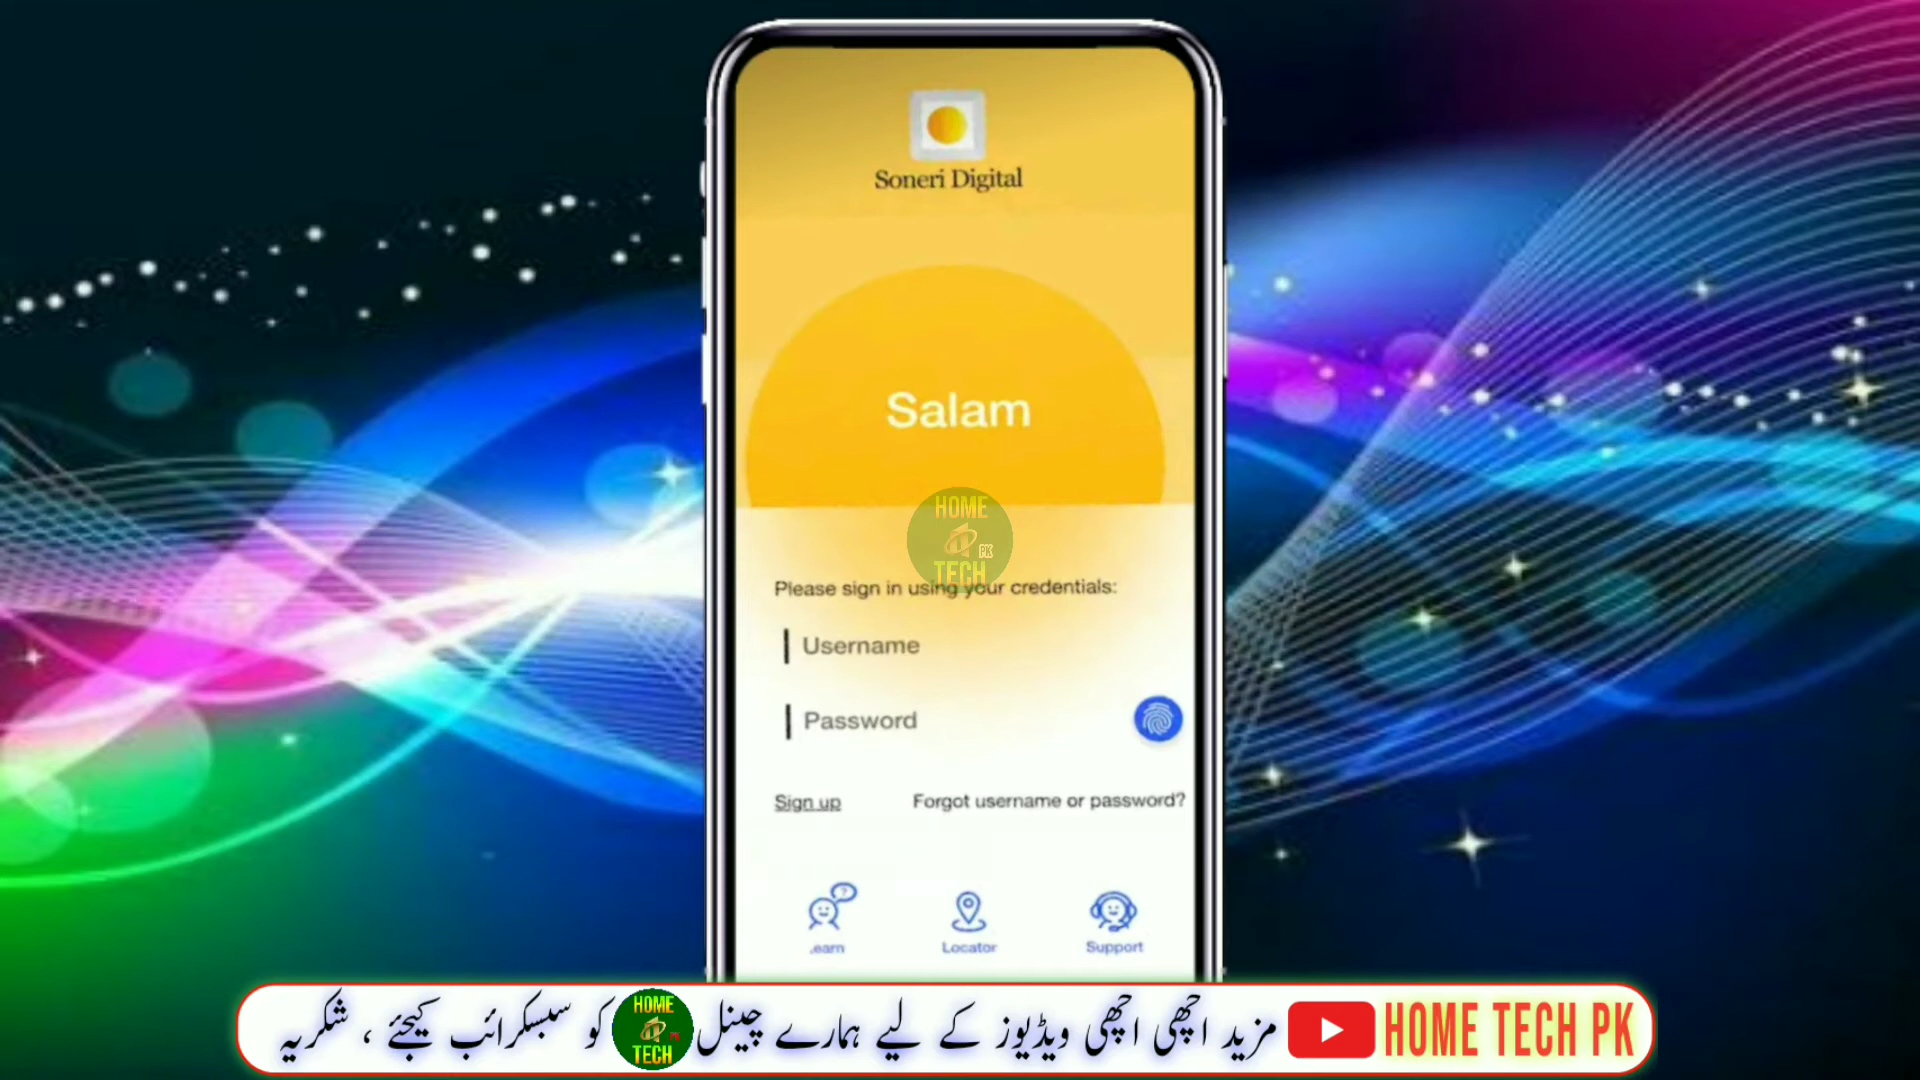 Soneri Digital
Salam
HOME
PK
TECH
Please sign in using your credentials:
Username
Password
Sign up
Forgot username or password?
?
.earn
Locator
Support
مزید اچھی اچھی ویڈیوز کے لیے ہمارے چینل HOME TECH کو سبسکرائب کیجئے ، شکریہ
HOME TECH PK